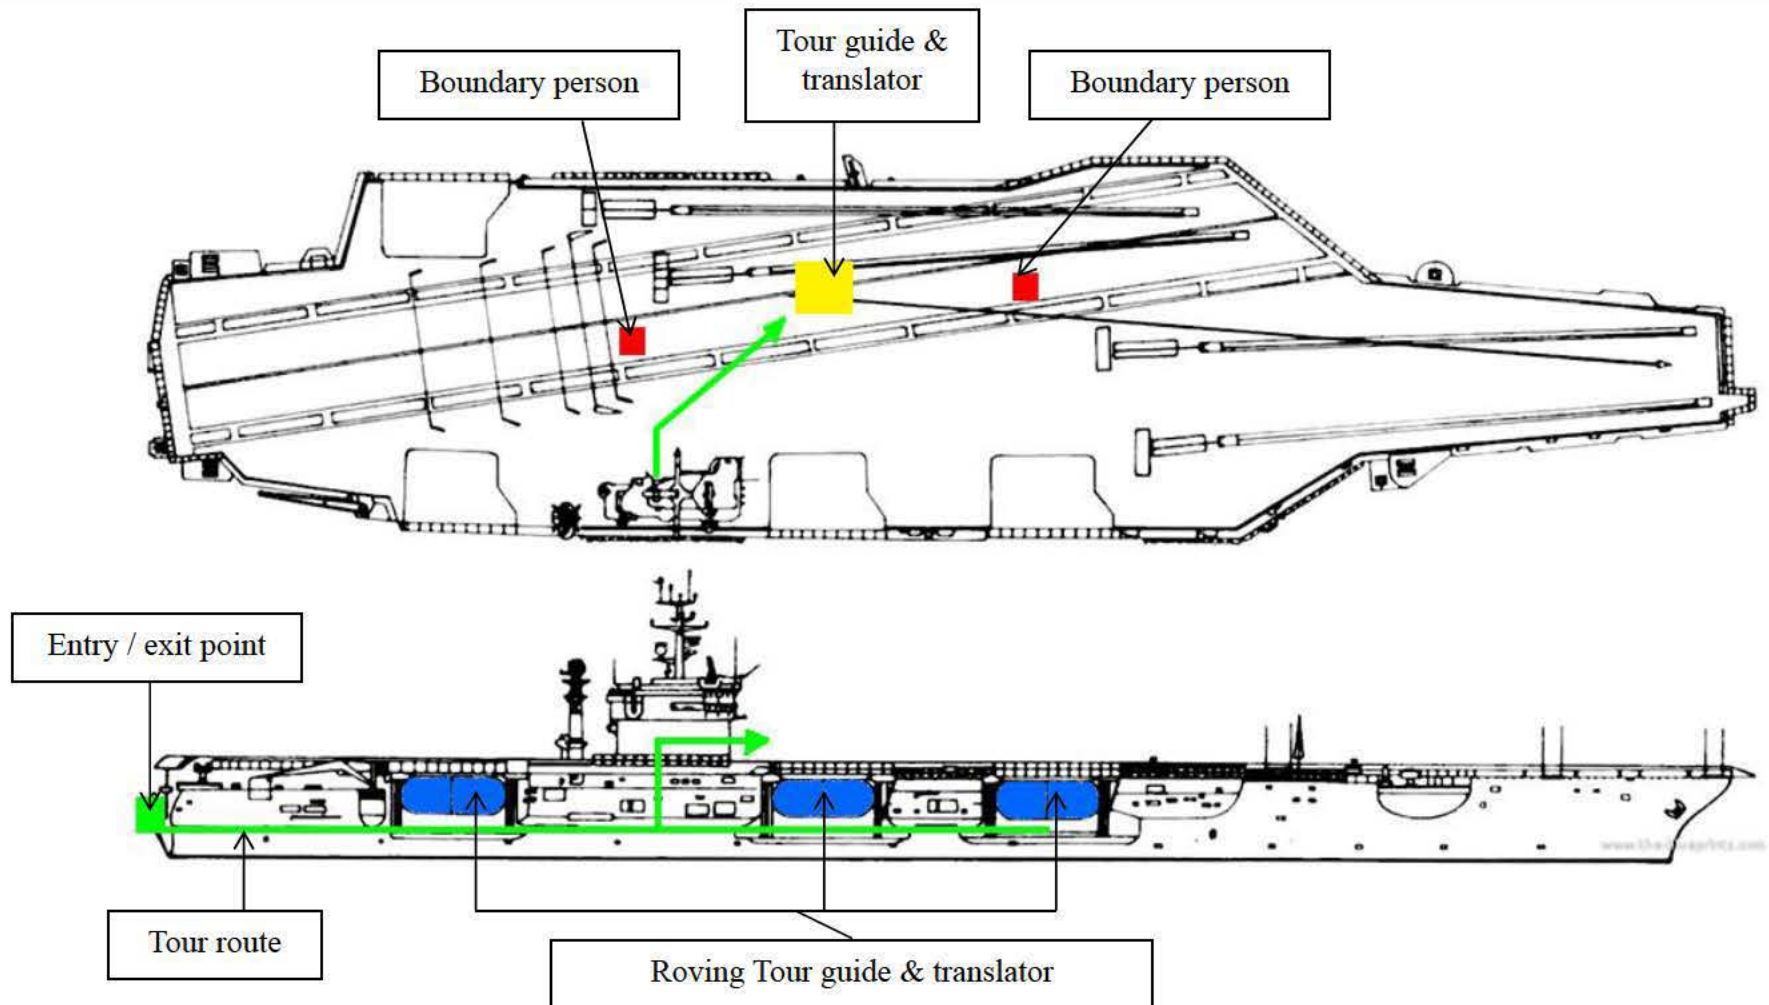 Tour guide &
translator
Boundary person
Boundary person
Entry / exit point
Tour route
Roving Tour guide & translator